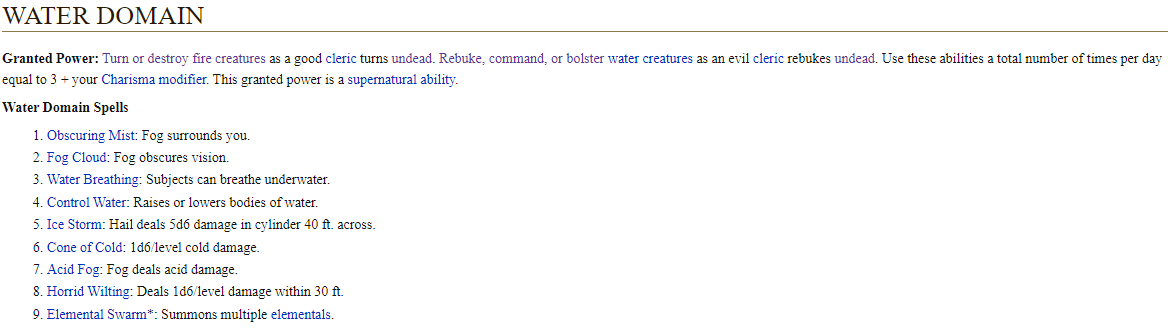 WATER DOMAIN
Granted Power: Turn or destroy fire creatures as a good cleric turns undead. Rebuke, command, or bolster water creatures as an evil cleric rebukes undead. Use these abilities a total number of times per day
equal to 3 + your Charisma modifier. This granted power is a supernatural ability.
Water Domain Spells
1. Obscuring Mist: Fog surrounds you.
2. Fog Cloud: Fog obscures vision.
3. Water Breathing: Subjects can breathe underwater.
4. Control Water: Raises or lowers bodies of water.
5. Ice Storm: Hail deals 5d6 damage in cylinder 40 ft. across.
6. Cone of Cold: 1d6/level cold damage.
7. Acid Fog: Fog deals acid damage.
8. Horrid Wilting: Deals 1d6/level damage within 30 ft.
9. Elemental Swarm*: Summons multiple elementals.